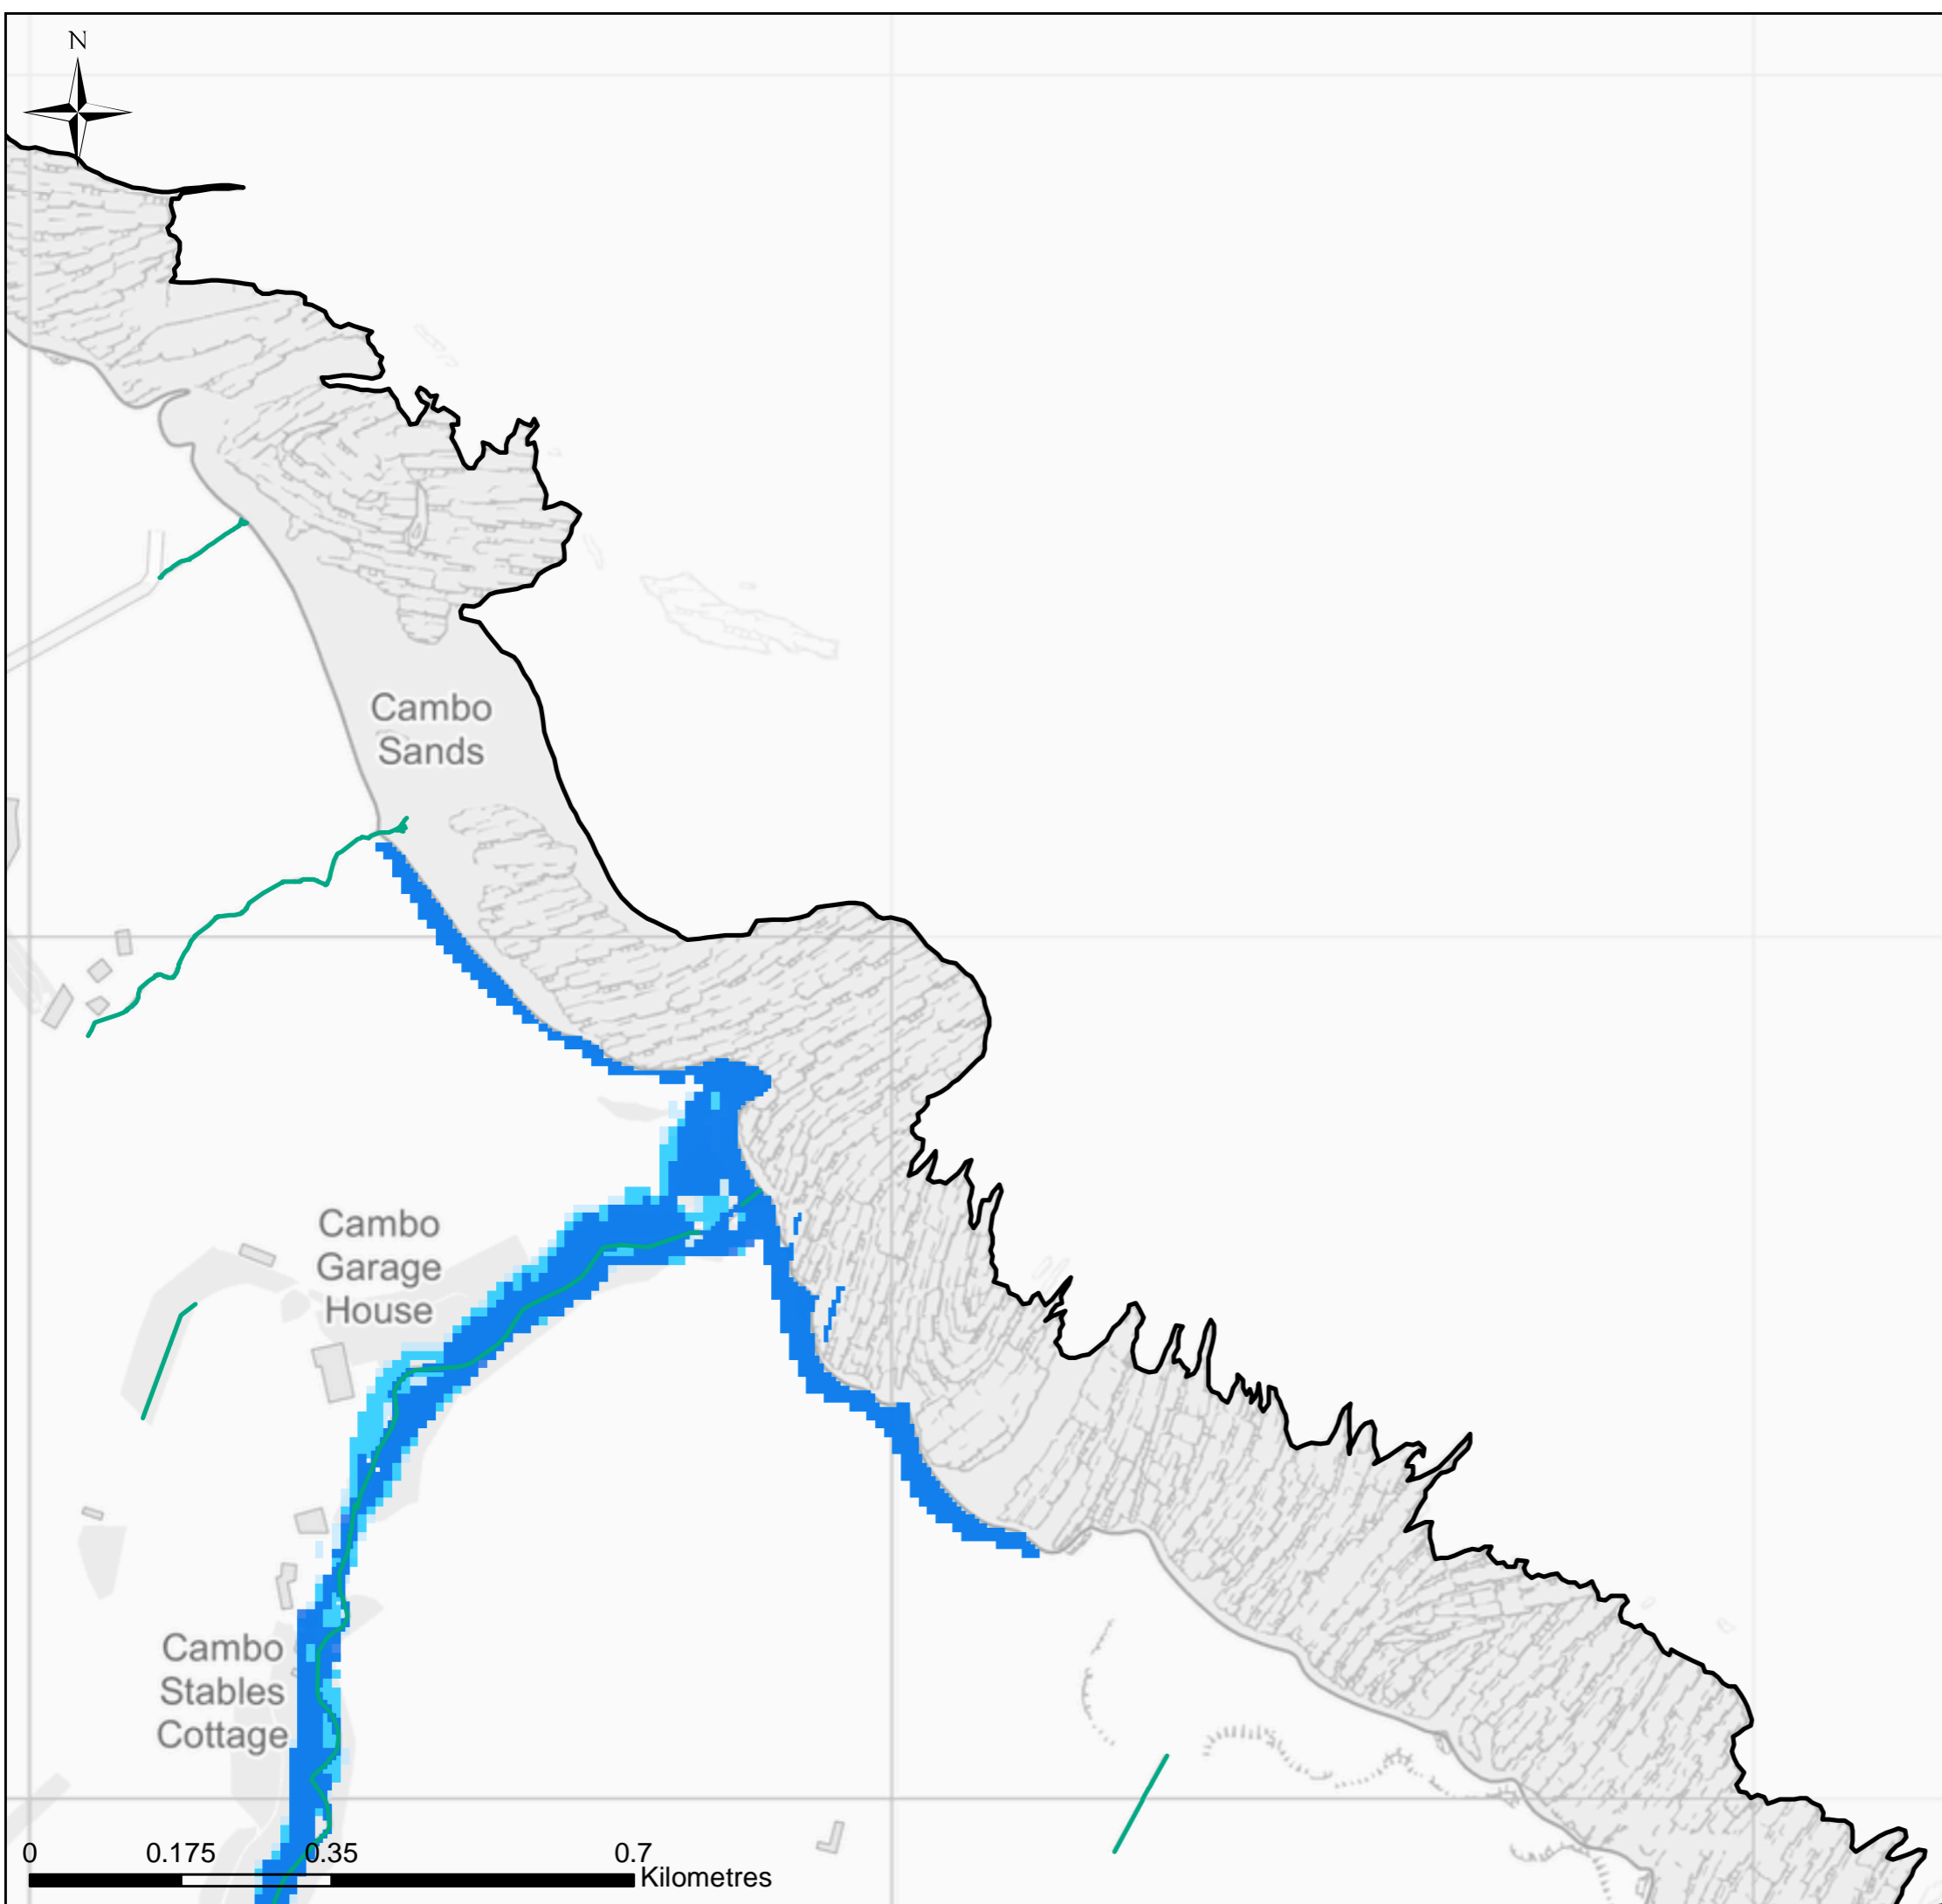 N
Cambo
Sands
Cambo
Garage
House
Cambo
Stables
Cottage
0 0.175 0.35 0.7
Kilometres